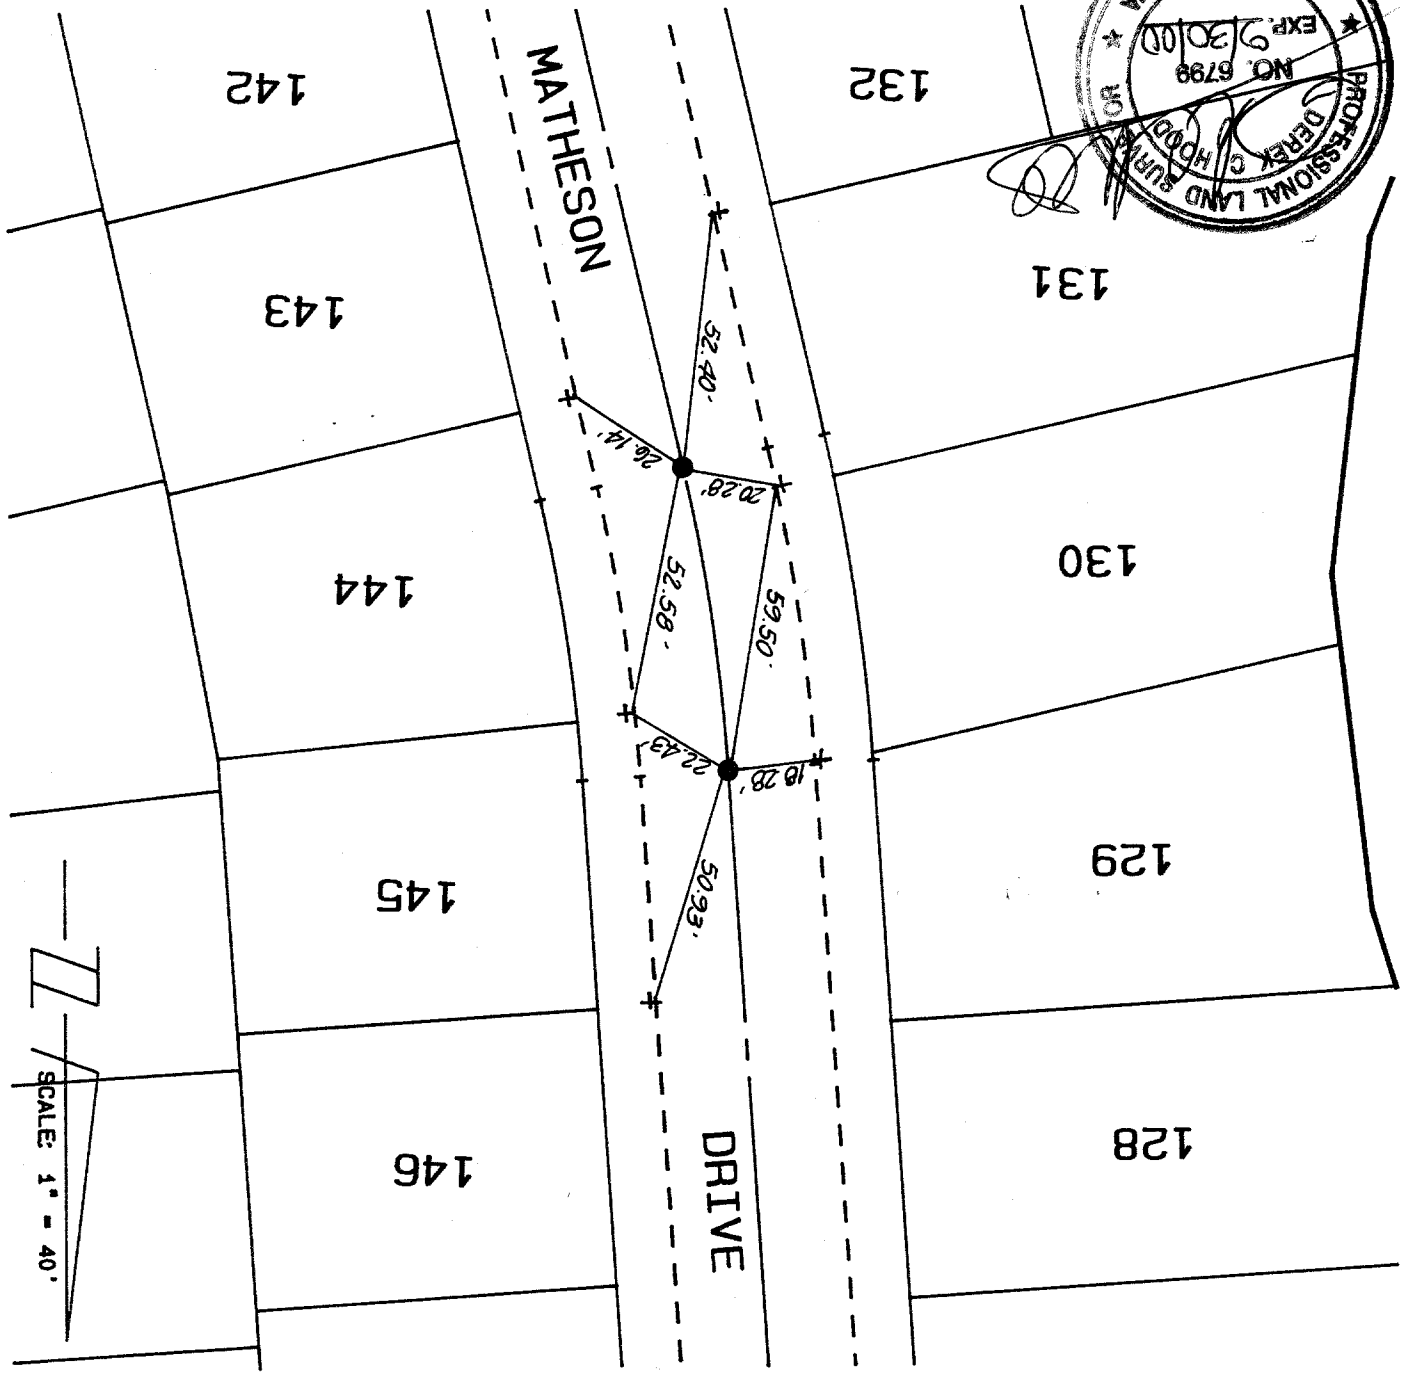 142
143
144
145
146
MATHESON
DRIVE
132
131
130
129
128
52.40'
26.14'
20.28'
52.58'
59.50'
22.43'
18.28'
50.93'
SCALE: 1" = 40'
PROFESSIONAL LAND SURVEYOR
DEREK C HOOD
NO. 6799
EXP. 9/30/00